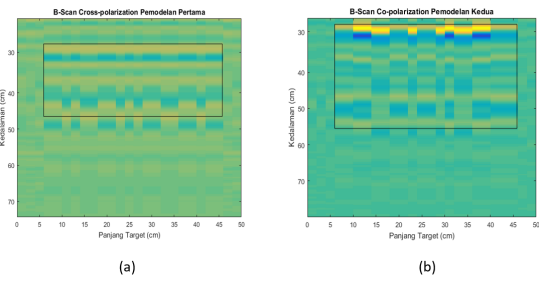 B-Scan Cross-polarization Pemodelan Pertama
30
40
50
60
70
Kedalaman (cm)
0 5 10 15 20 25 30 35 40 45 50
Panjang Target (cm)
(a)
B-Scan Co-polarization Pemodelan Kedua
30
40
50
60
70
Kedalaman (cm)
0 5 10 15 20 25 30 35 40 45 50
Panjang Target (cm)
(b)